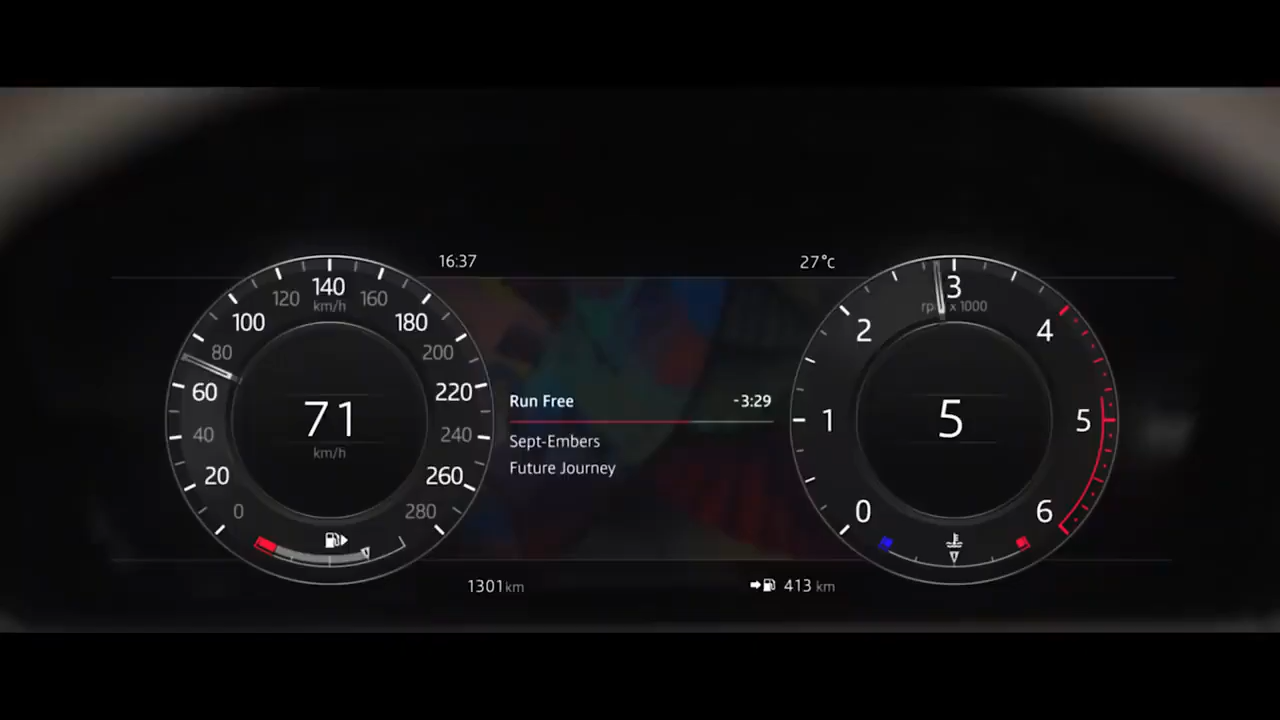 16:37
27°c
140
km/h
120
160
100
180
80
200
60
220
40
240
20
260
0
280
71
km/h
Run Free
-3:29
Sept-Embers
Future Journey
3
x 1000
2
4
1
5
0
6
5
1301 km
413 km